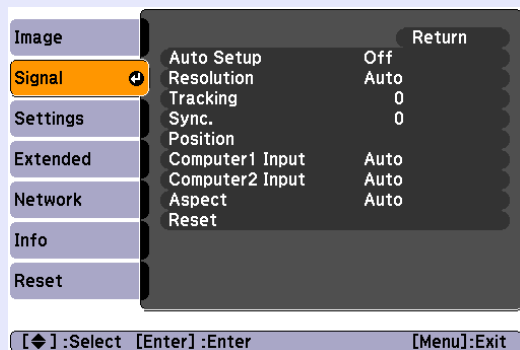 Image
Signal
Settings
Extended
Network
Info
Reset
Return
Auto Setup Off
Resolution Auto
Tracking 0
Sync. 0
Position
Computer1 Input Auto
Computer2 Input Auto
Aspect Auto
Reset
[◆] :Select [Enter] :Enter [Menu]:Exit